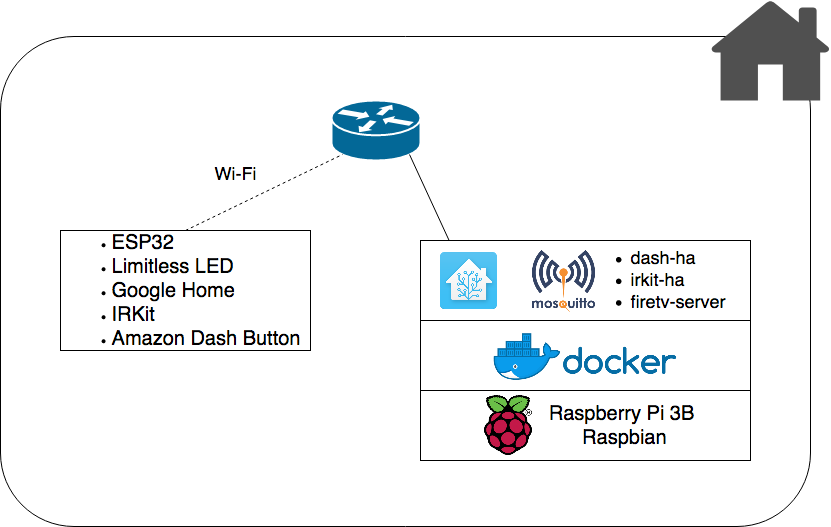 Wi-Fi
• ESP32
• Limitless LED
• Google Home
• IRKit
• Amazon Dash Button
mosquitto
• dash-ha
• irkit-ha
• firetv-server
docker
Raspberry Pi 3B
Raspbian